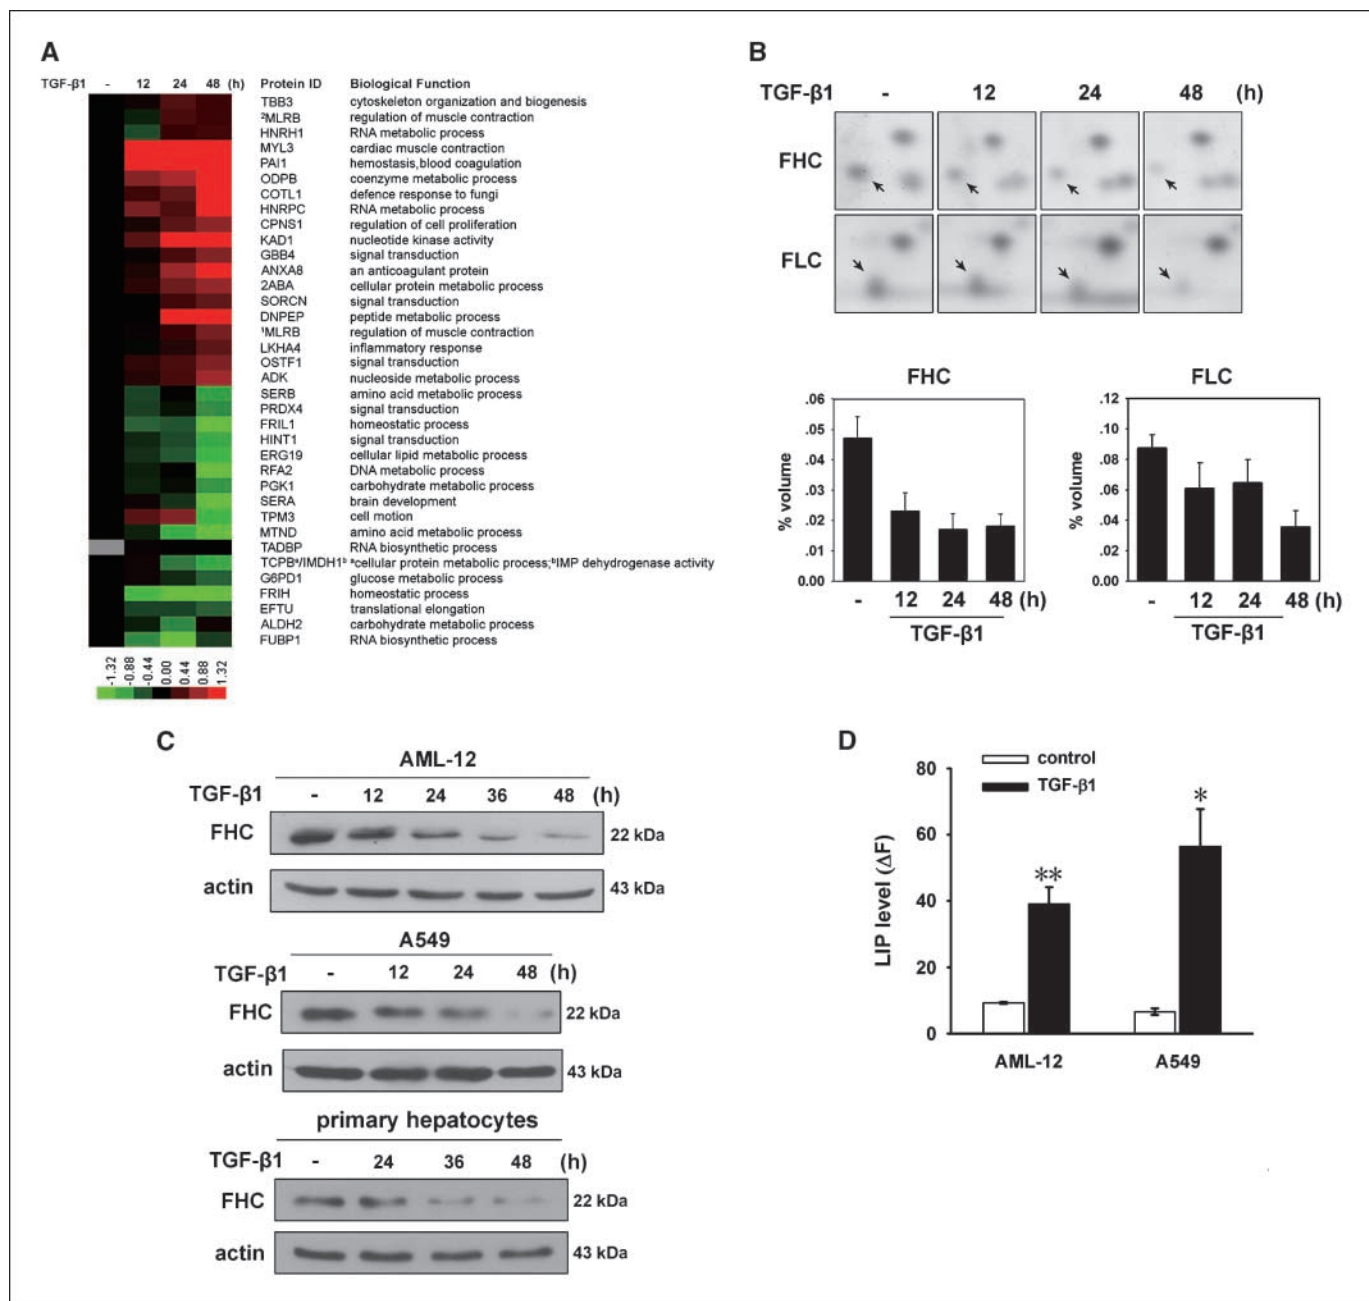 A
TGF-β1 - 12 24 48 (h) Protein ID Biological Function
TBB3 cytoskeleton organization and biogenesis
²MLRB regulation of muscle contraction
HNRH1 RNA metabolic process
MYL3 cardiac muscle contraction
PAI1 hemostasis,blood coagulation
ODPB coenzyme metabolic process
COTL1 defence response to fungi
HNRPC RNA metabolic process
CPNS1 regulation of cell proliferation
KAD1 nucleotide kinase activity
GBB4 signal transduction
ANXA8 an anticoagulant protein
2ABA cellular protein metabolic process
SORCN signal transduction
DNPEP peptide metabolic process
¹MLRB regulation of muscle contraction
LKHA4 inflammatory response
OSTF1 signal transduction
ADK nucleoside metabolic process
SERB amino acid metabolic process
PRDX4 signal transduction
FRIL1 homeostatic process
HINT1 signal transduction
ERG19 cellular lipid metabolic process
RFA2 DNA metabolic process
PGK1 carbohydrate metabolic process
SERA brain development
TPM3 cell motion
MTND amino acid metabolic process
TADBP RNA biosynthetic process
TCPBᵃ/IMDH1ᵇ ᵃcellular protein metabolic process;ᵇIMP dehydrogenase activity
G6PD1 glucose metabolic process
FRIH homeostatic process
EFTU translational elongation
ALDH2 carbohydrate metabolic process
FUBP1 RNA biosynthetic process
-1.32 -0.88 -0.44 0.00 0.44 0.88 1.32
B
TGF-β1 - 12 24 48 (h)
FHC
FLC
FHC
% volume
.06
.05
.04
.03
.02
.01
0.00
- 12 24 48 (h)
TGF-β1
FLC
% volume
.12
.10
.08
.06
.04
.02
0.00
- 12 24 48 (h)
TGF-β1
C
AML-12
TGF-β1 - 12 24 36 48 (h)
FHC 22 kDa
actin 43 kDa
A549
TGF-β1 - 12 24 48 (h)
FHC 22 kDa
actin 43 kDa
primary hepatocytes
TGF-β1 - 24 36 48 (h)
FHC 22 kDa
actin 43 kDa
D
control
TGF-β1
LIP level (ΔF)
80
60
40
20
0
**
*
AML-12 A549